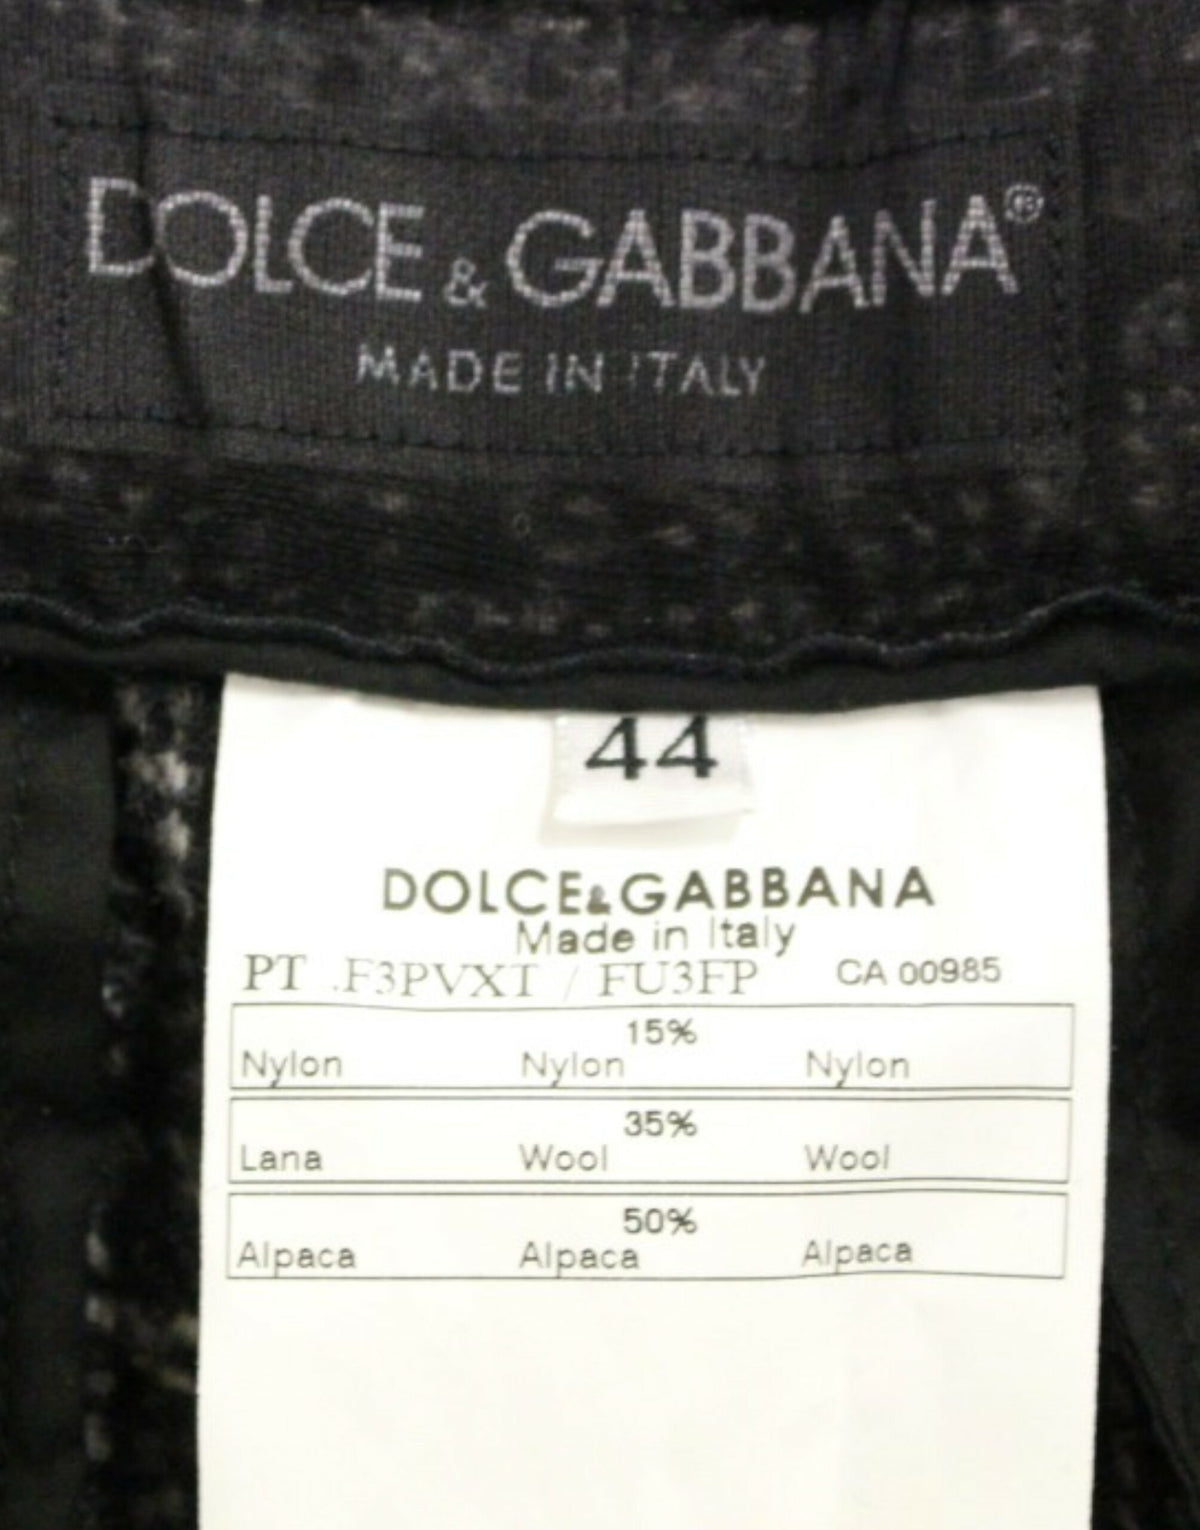 DOLCE & GABBANA®
MADE IN ITALY
44
DOLCE&GABBANA
Made in Italy
PT .F3PVXT / FU3FP CA 00985
15%
Nylon Nylon Nylon
35%
Lana Wool Wool
50%
Alpaca Alpaca Alpaca